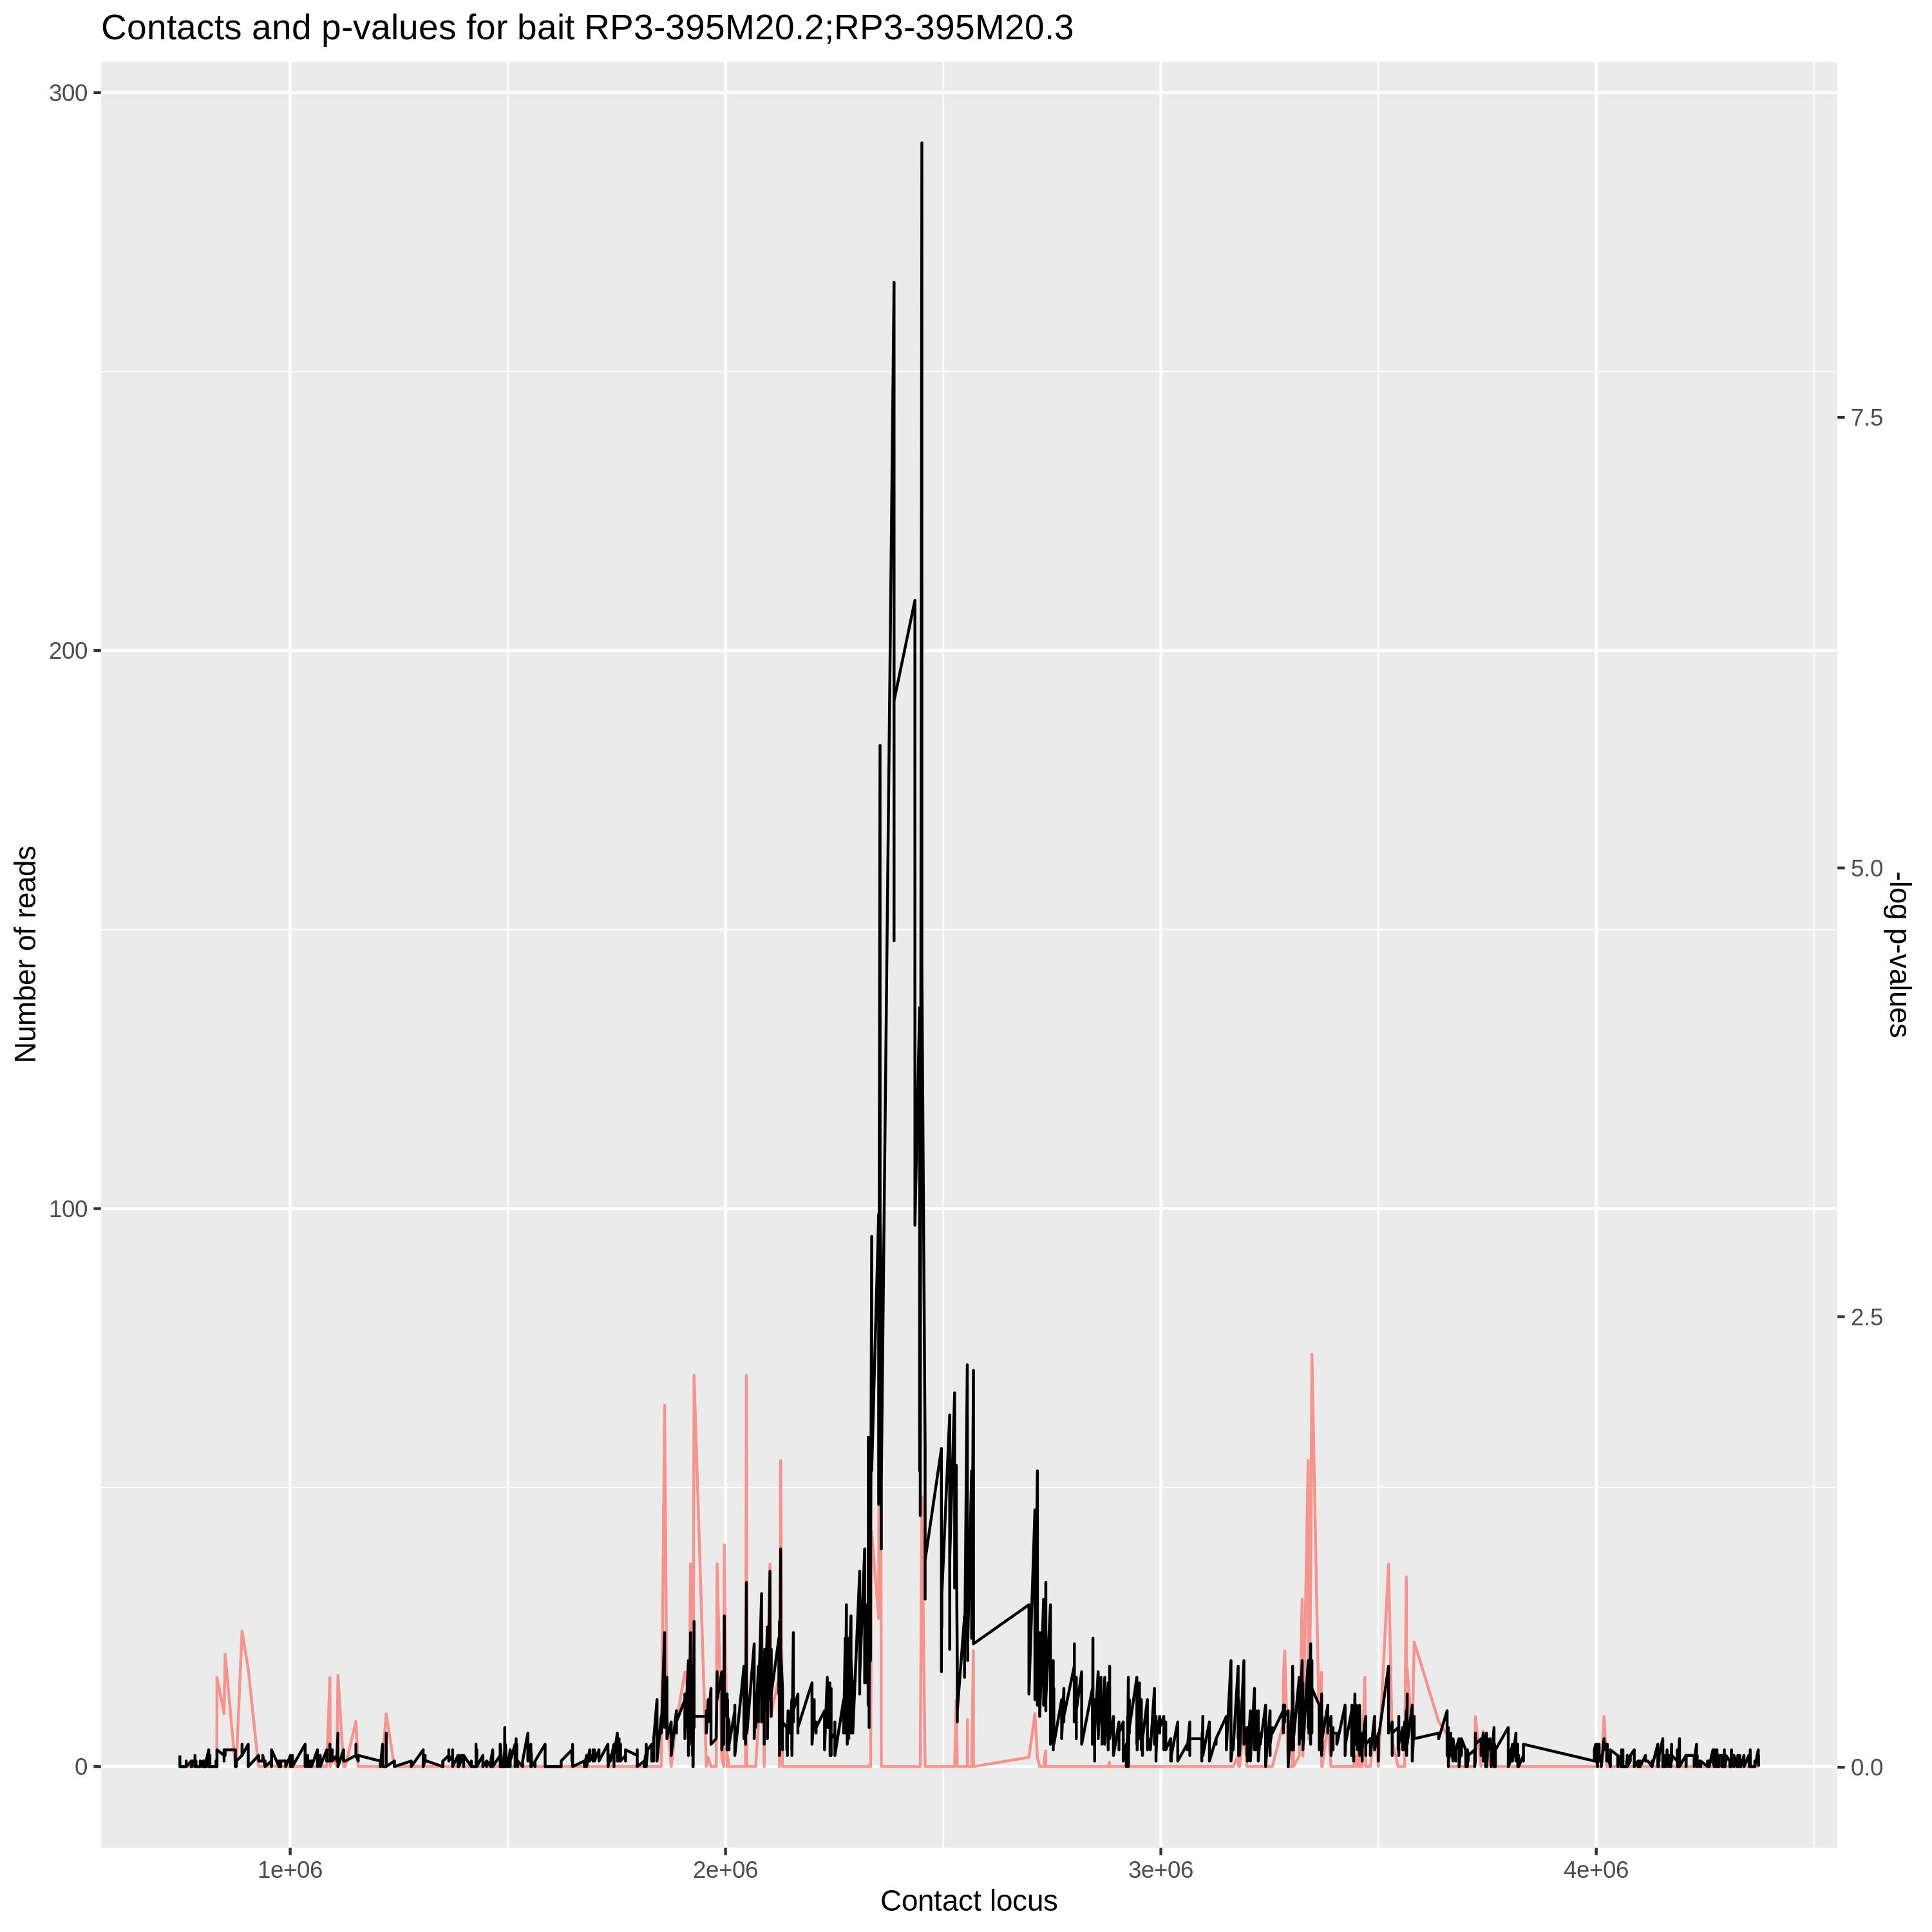 Contacts and p-values for bait RP3-395M20.2;RP3-395M20.3
300
200
100
0
Number of reads
7.5
5.0
2.5
0.0
-log p-values
1e+06
2e+06
3e+06
4e+06
Contact locus